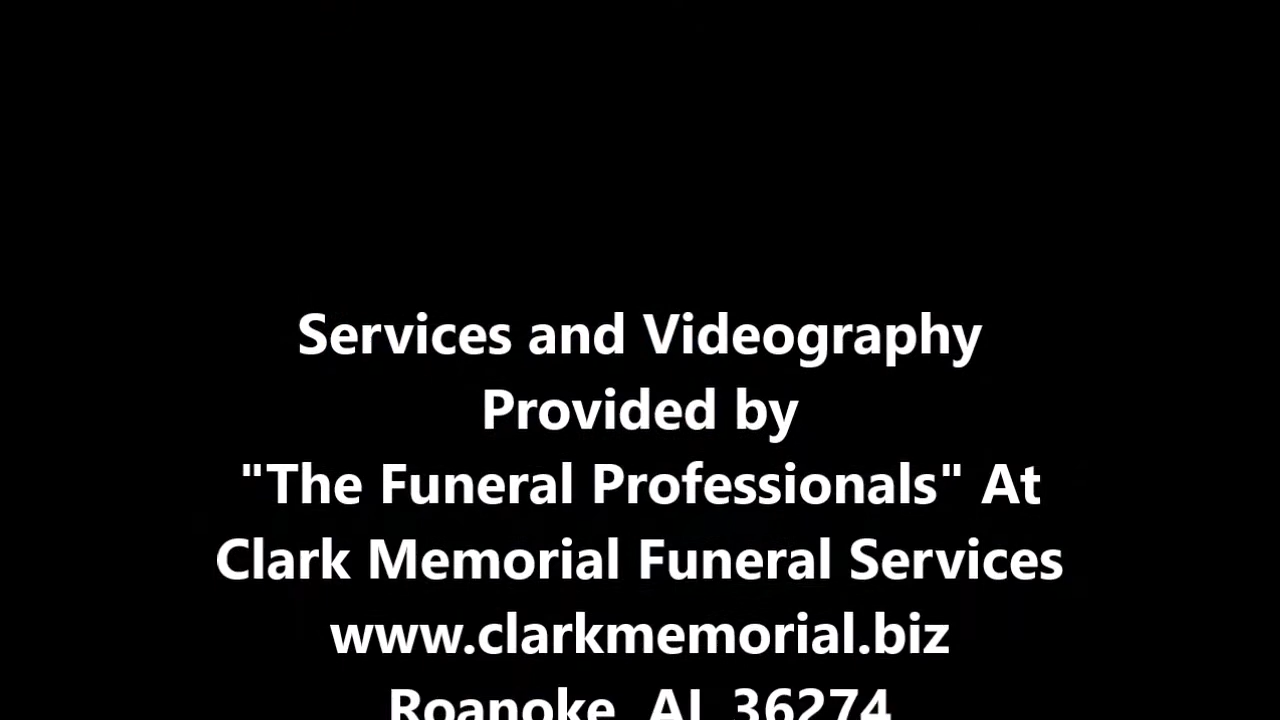 Services and Videography
Provided by
"The Funeral Professionals" At
Clark Memorial Funeral Services
www.clarkmemorial.biz
Roanoke, AL 36274